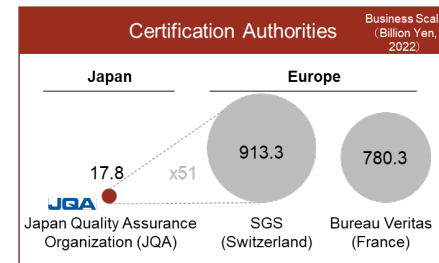 Certification Authorities
Business Scal
(Billion Yen,
2022)
Japan
Europe
17.8
x51
913.3
780.3
JQA
Japan Quality Assurance
Organization (JQA)
SGS
(Switzerland)
Bureau Veritas
(France)